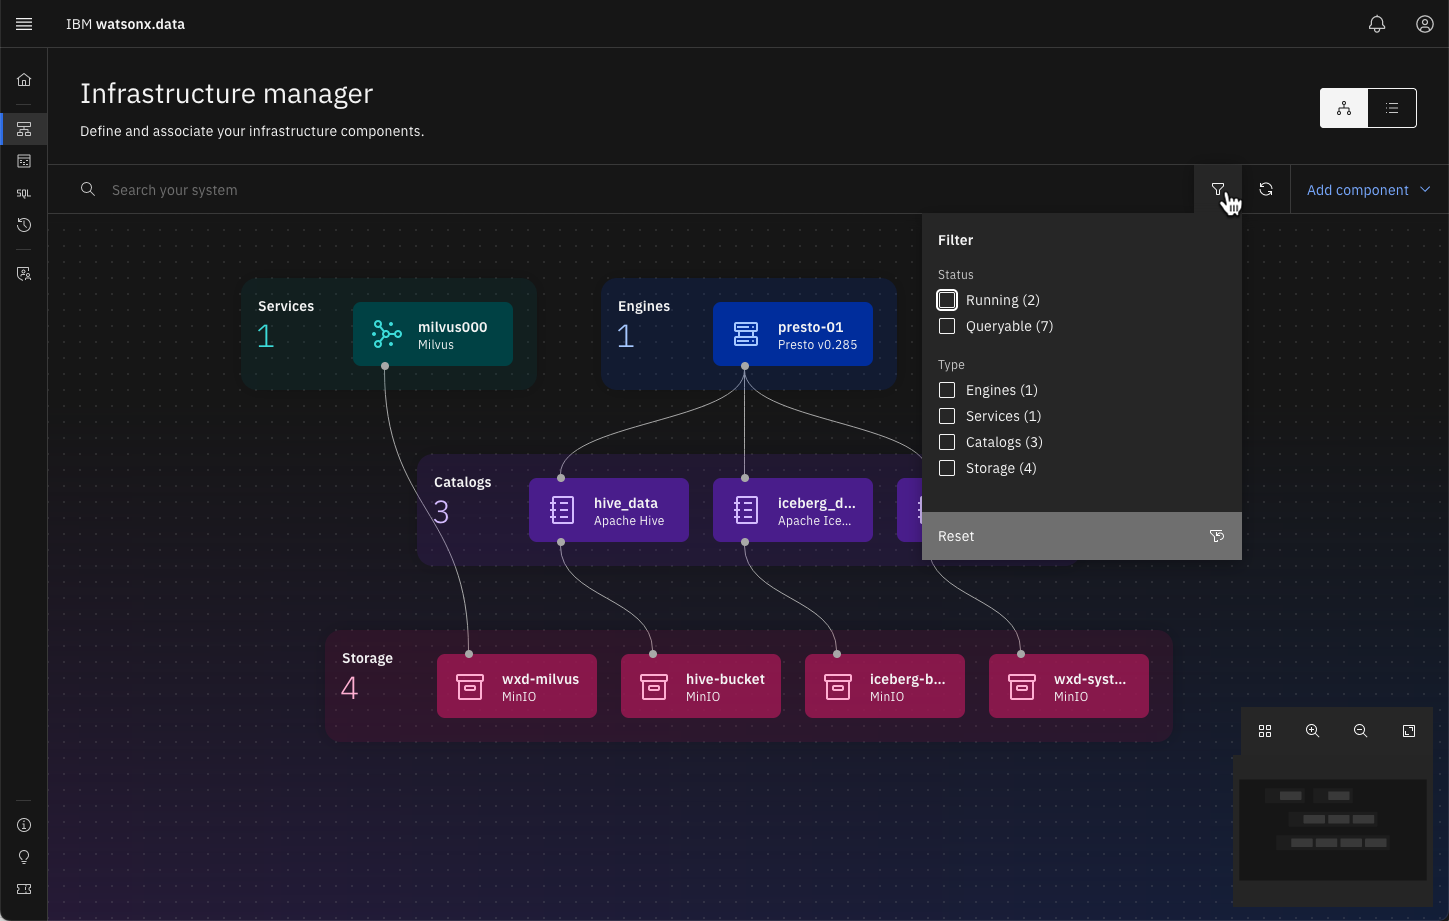 IBM watsonx.data
Infrastructure manager
Define and associate your infrastructure components.
Search your system
Add component
Filter
Status
Running (2)
Queryable (7)
Type
Engines (1)
Services (1)
Catalogs (3)
Storage (4)
Reset
SQL
Services
1
milvus000
Milvus
Engines
1
presto-01
Presto v0.285
Catalogs
3
hive_data
Apache Hive
iceberg_d...
Apache Ice...
Storage
4
wxd-milvus
MinIO
hive-bucket
MinIO
iceberg-b...
MinIO
wxd-syst...
MinIO